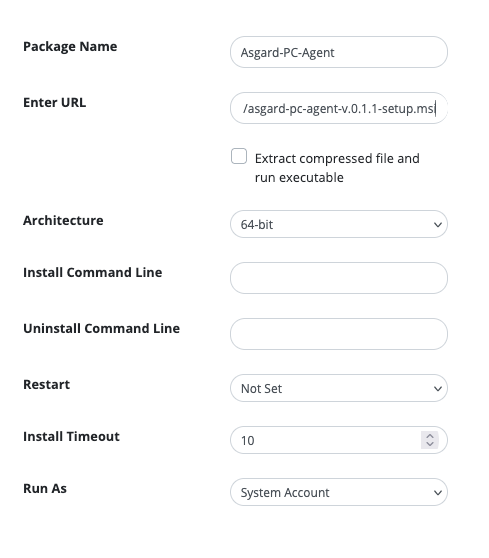 Package Name
Asgard-PC-Agent
Enter URL
/asgard-pc-agent-v.0.1.1-setup.msi
Extract compressed file and
run executable
Architecture
64-bit
Install Command Line
Uninstall Command Line
Restart
Not Set
Install Timeout
10
Run As
System Account